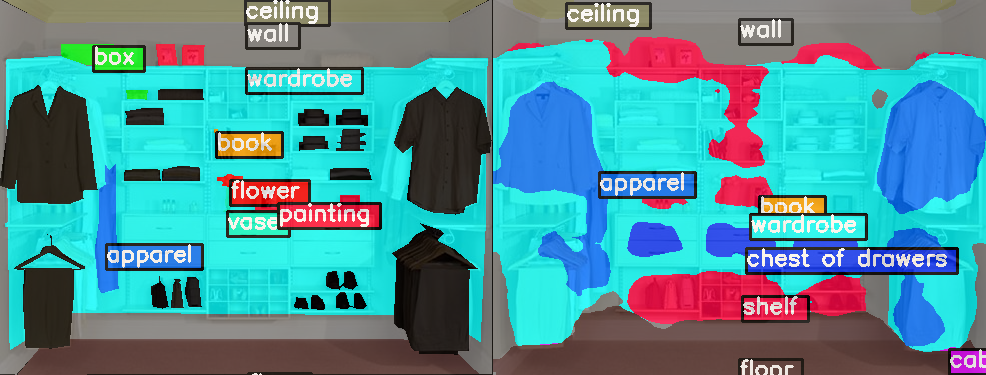 ceiling
wall
box
wardrobe
book
flower
vase
painting
apparel
ceiling
wall
apparel
book
wardrobe
chest of drawers
shelf
floor